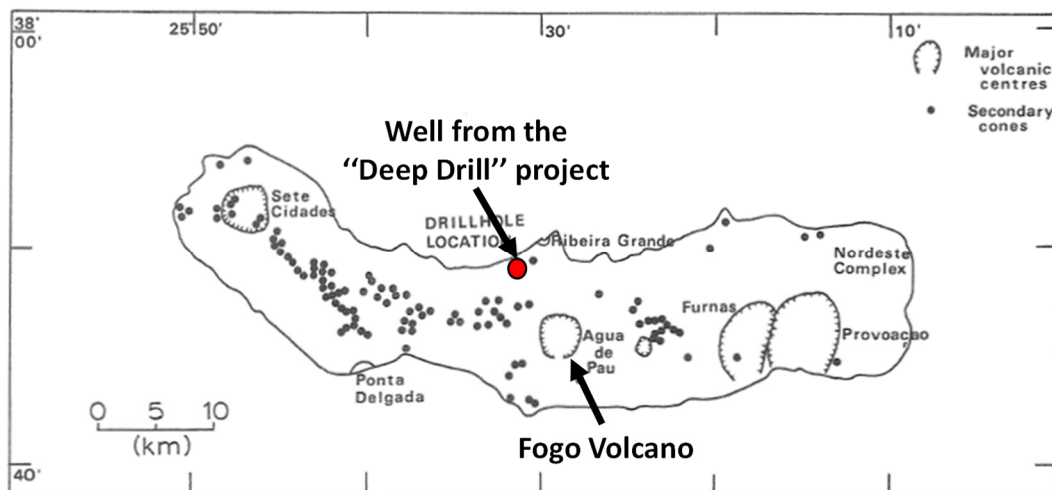 38°
00'
25°50'
30'
10'
Major
volcanic
centres
Secondary
cones
Well from the
“Deep Drill” project
Sete
Cidades
DRILLHOLE
LOCATION
Ribeira Grande
Nordeste
Complex
Furnas
Provoacao
Agua
de
Pau
Ponta
Delgada
0 5 10
(km)
Fogo Volcano
40'